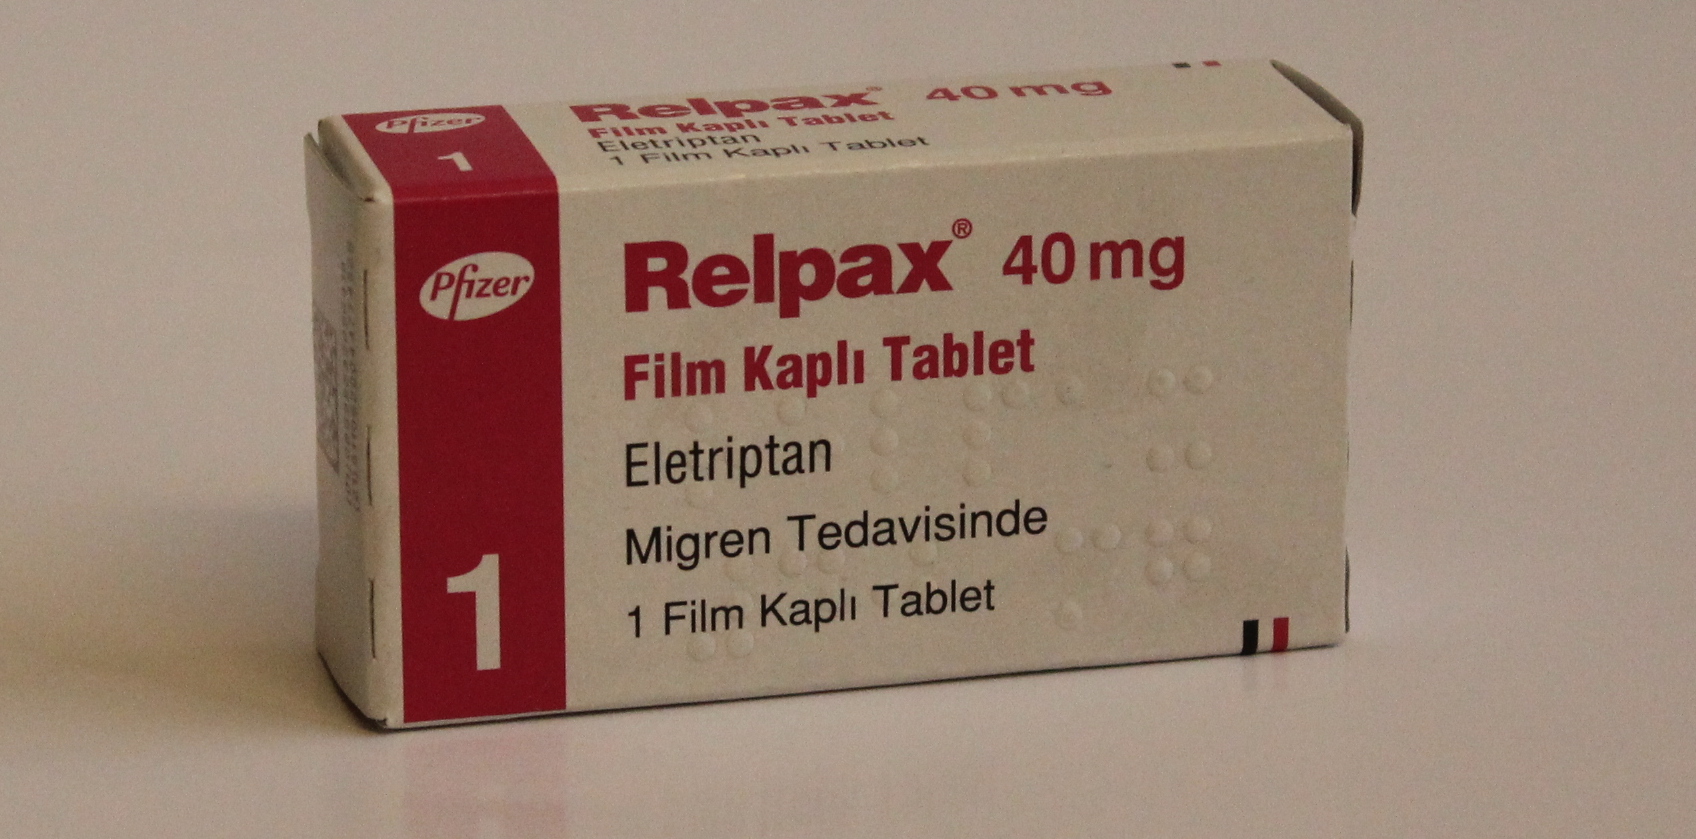 Pfizer
1
Relpax® 40 mg
Film Kaplı Tablet
Eletriptan
1 Film Kaplı Tablet
Pfizer
1
Relpax® 40 mg
Film Kaplı Tablet
Eletriptan
Migren Tedavisinde
1 Film Kaplı Tablet